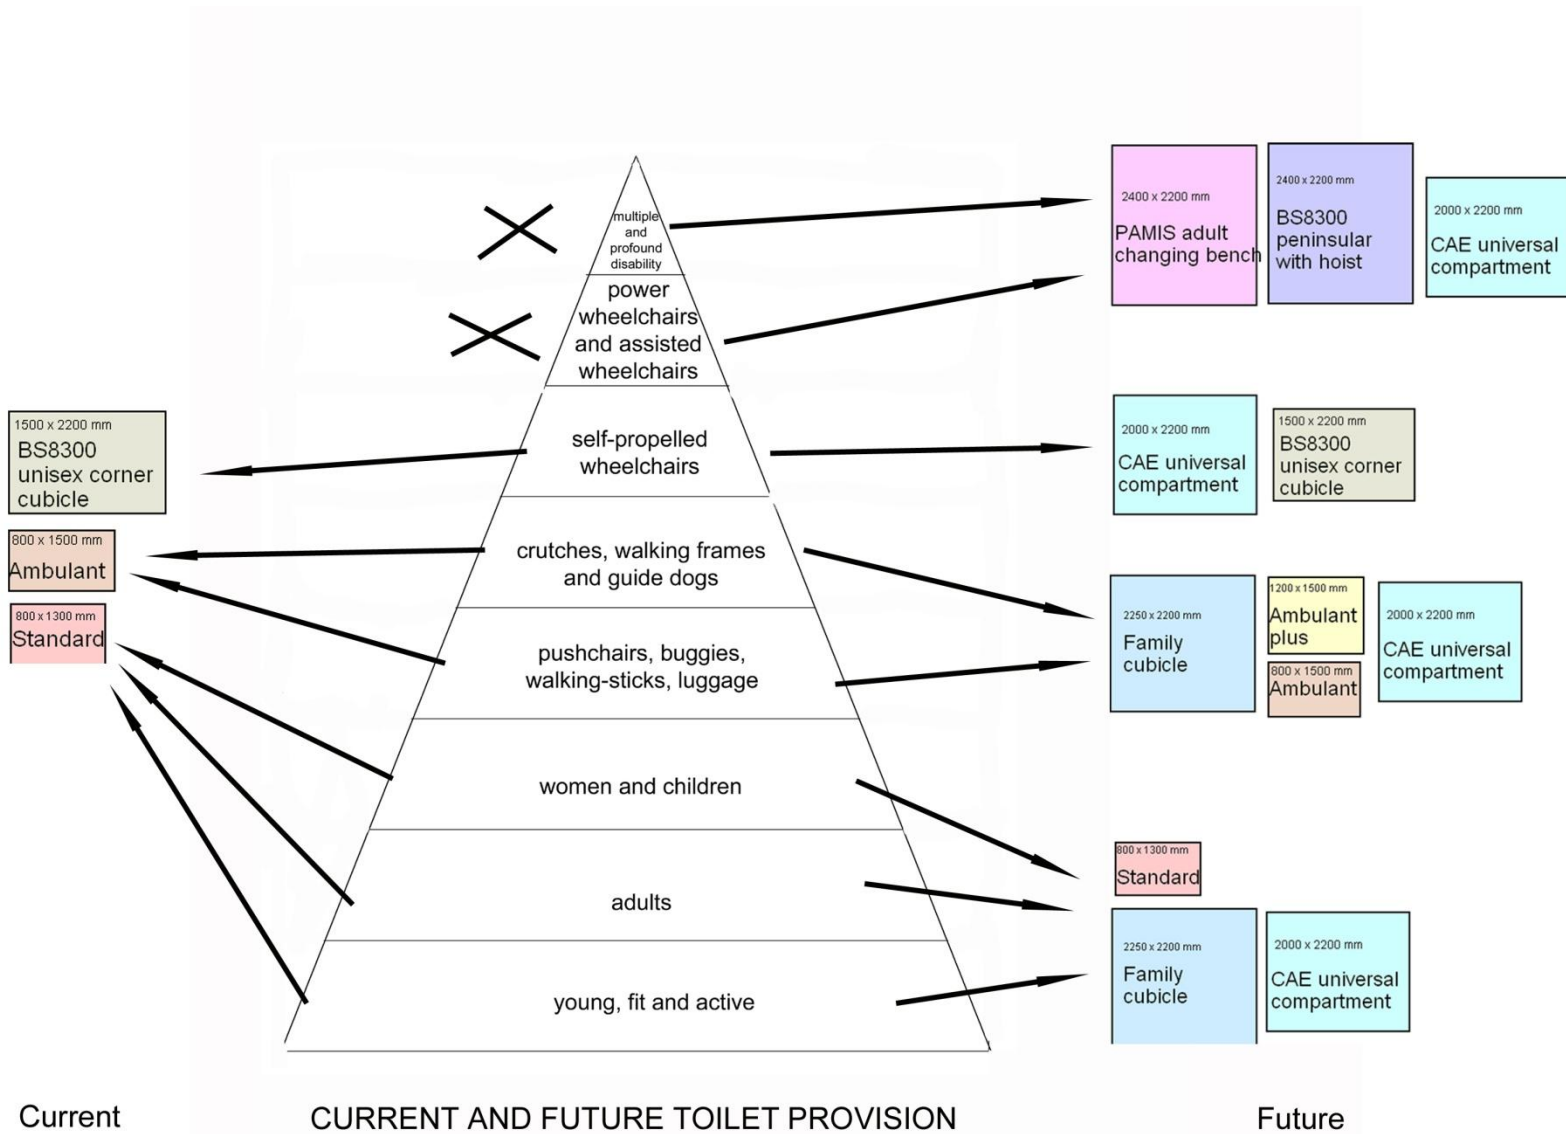 multiple
and
profound
disability
power
wheelchairs
and assisted
wheelchairs
self-propelled
wheelchairs
crutches, walking frames
and guide dogs
pushchairs, buggies,
walking-sticks, luggage
women and children
adults
young, fit and active
1500 x 2200 mm
BS8300
unisex corner
cubicle
800 x 1500 mm
Ambulant
800 x 1300 mm
Standard
2400 x 2200 mm
PAMIS adult
changing bench
2400 x 2200 mm
BS8300
peninsular
with hoist
2000 x 2200 mm
CAE universal
compartment
2000 x 2200 mm
CAE universal
compartment
1500 x 2200 mm
BS8300
unisex corner
cubicle
2250 x 2200 mm
Family
cubicle
1200 x 1500 mm
Ambulant
plus
800 x 1500 mm
Ambulant
2000 x 2200 mm
CAE universal
compartment
800 x 1300 mm
Standard
2250 x 2200 mm
Family
cubicle
2000 x 2200 mm
CAE universal
compartment
Current
CURRENT AND FUTURE TOILET PROVISION
Future